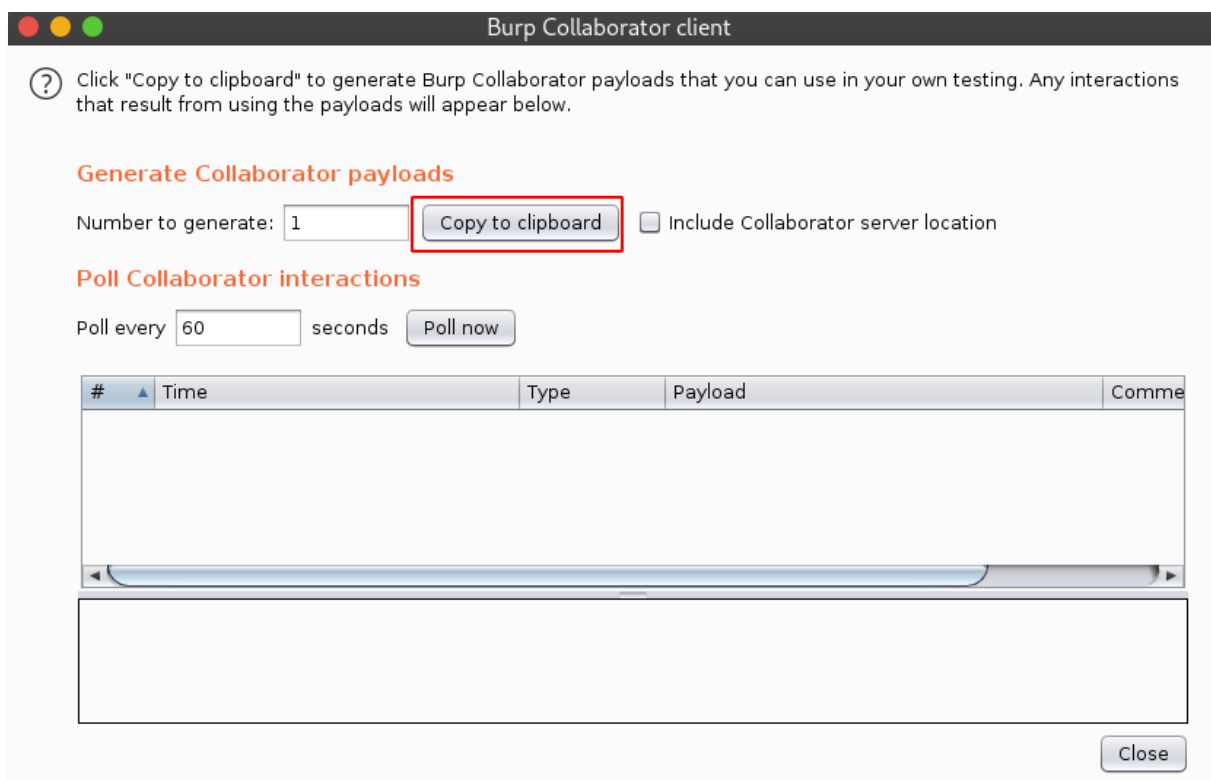 Burp Collaborator client
Click "Copy to clipboard" to generate Burp Collaborator payloads that you can use in your own testing. Any interactions
that result from using the payloads will appear below.
Generate Collaborator payloads
Number to generate: 1 Copy to clipboard Include Collaborator server location
Poll Collaborator interactions
Poll every 60 seconds Poll now
# Time Type Payload Comme
Close